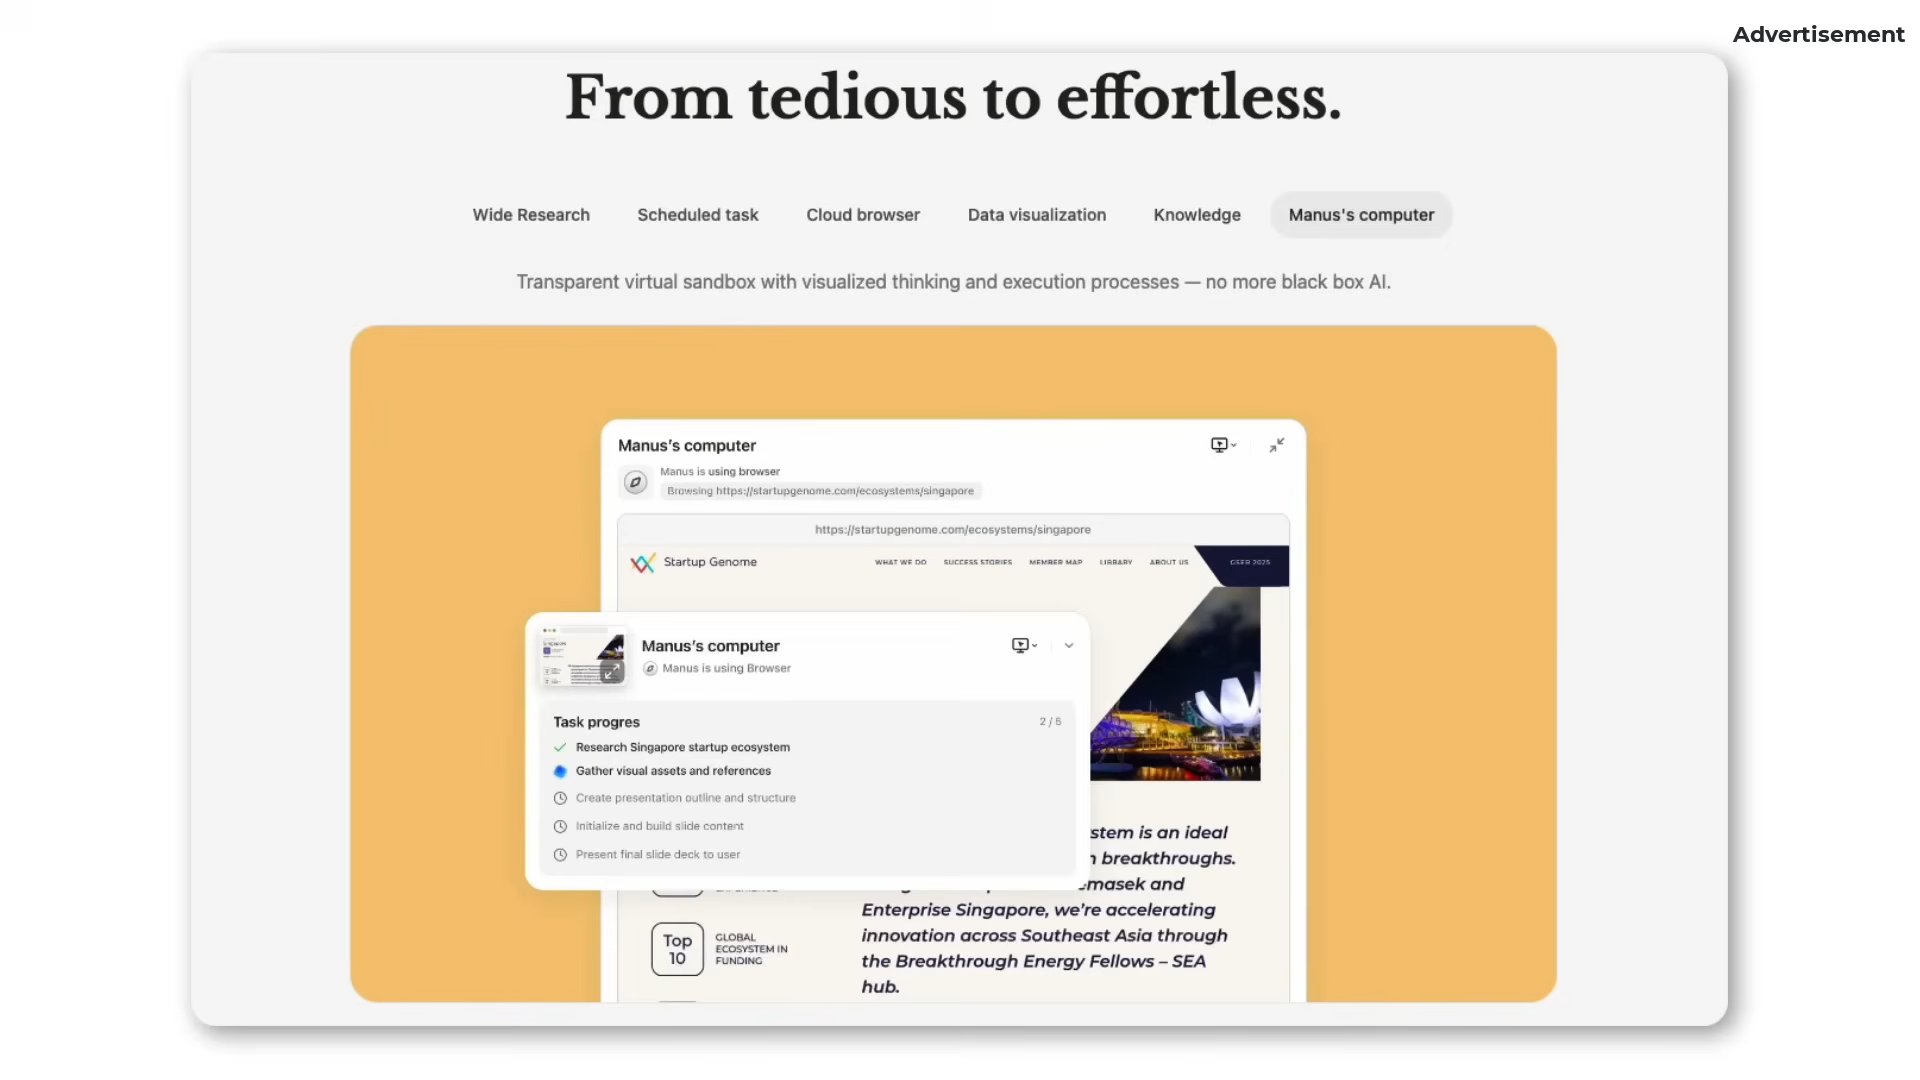 Advertisement
From tedious to effortless.
Wide Research
Scheduled task
Cloud browser
Data visualization
Knowledge
Manus's computer
Transparent virtual sandbox with visualized thinking and execution processes — no more black box AI.
Manus's computer
Manus is using browser
Browsing https://startupgenome.com/ecosystems/singapore
https://startupgenome.com/ecosystems/singapore
Startup Genome
WHAT WE DO
SUCCESS STORIES
MEMBER MAP
LIBRARY
ABOUT US
GSER 2025
Manus's computer
Manus is using Browser
Task progres
2 / 5
Research Singapore startup ecosystem
Gather visual assets and references
Create presentation outline and structure
Initialize and build slide content
Present final slide deck to user
is an ideal
breakthroughs.
and
Enterprise Singapore, we're accelerating
innovation across Southeast Asia through
the Breakthrough Energy Fellows – SEA
hub.
Top
10
GLOBAL
ECOSYSTEM IN
FUNDING